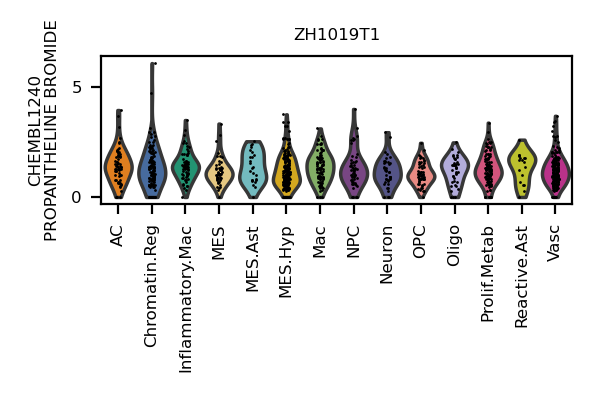 ZH1019T1
CHEMBL1240
PROPANTHELINE BROMIDE
5
0
AC
Chromatin.Reg
Inflammatory.Mac
MES
MES.Ast
MES.Hyp
Mac
NPC
Neuron
OPC
Oligo
Prolif.Metab
Reactive.Ast
Vasc